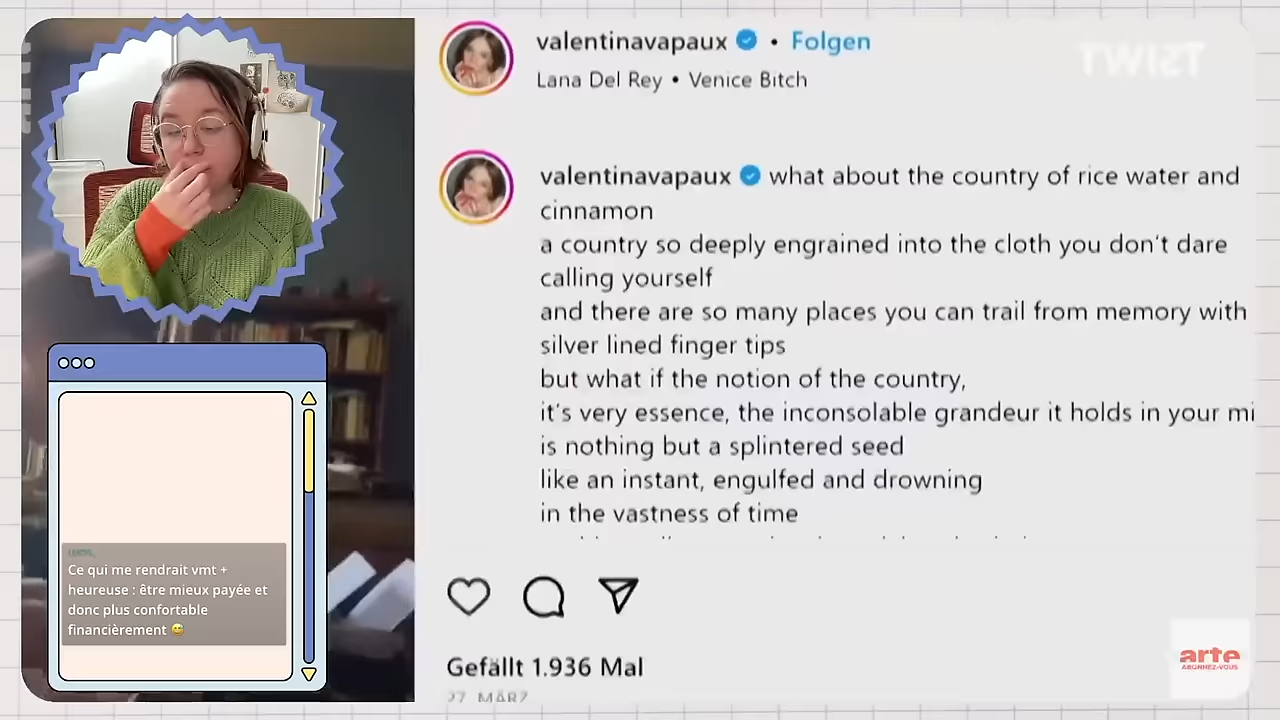 valentinavapaux • Folgen
Lana Del Rey • Venice Bitch
TWIST
valentinavapaux what about the country of rice water and
cinnamon
a country so deeply engrained into the cloth you don't dare
calling yourself
and there are so many places you can trail from memory with
silver lined finger tips
but what if the notion of the country,
it's very essence, the inconsolable grandeur it holds in your mi
is nothing but a splintered seed
like an instant, engulfed and drowning
in the vastness of time
Gefällt 1.936 Mal
27. MÄRZ
Ce qui me rendrait vmt +
heureuse : être mieux payée et
donc plus confortable
financièrement 😅
arte
ABONNEZ-VOUS